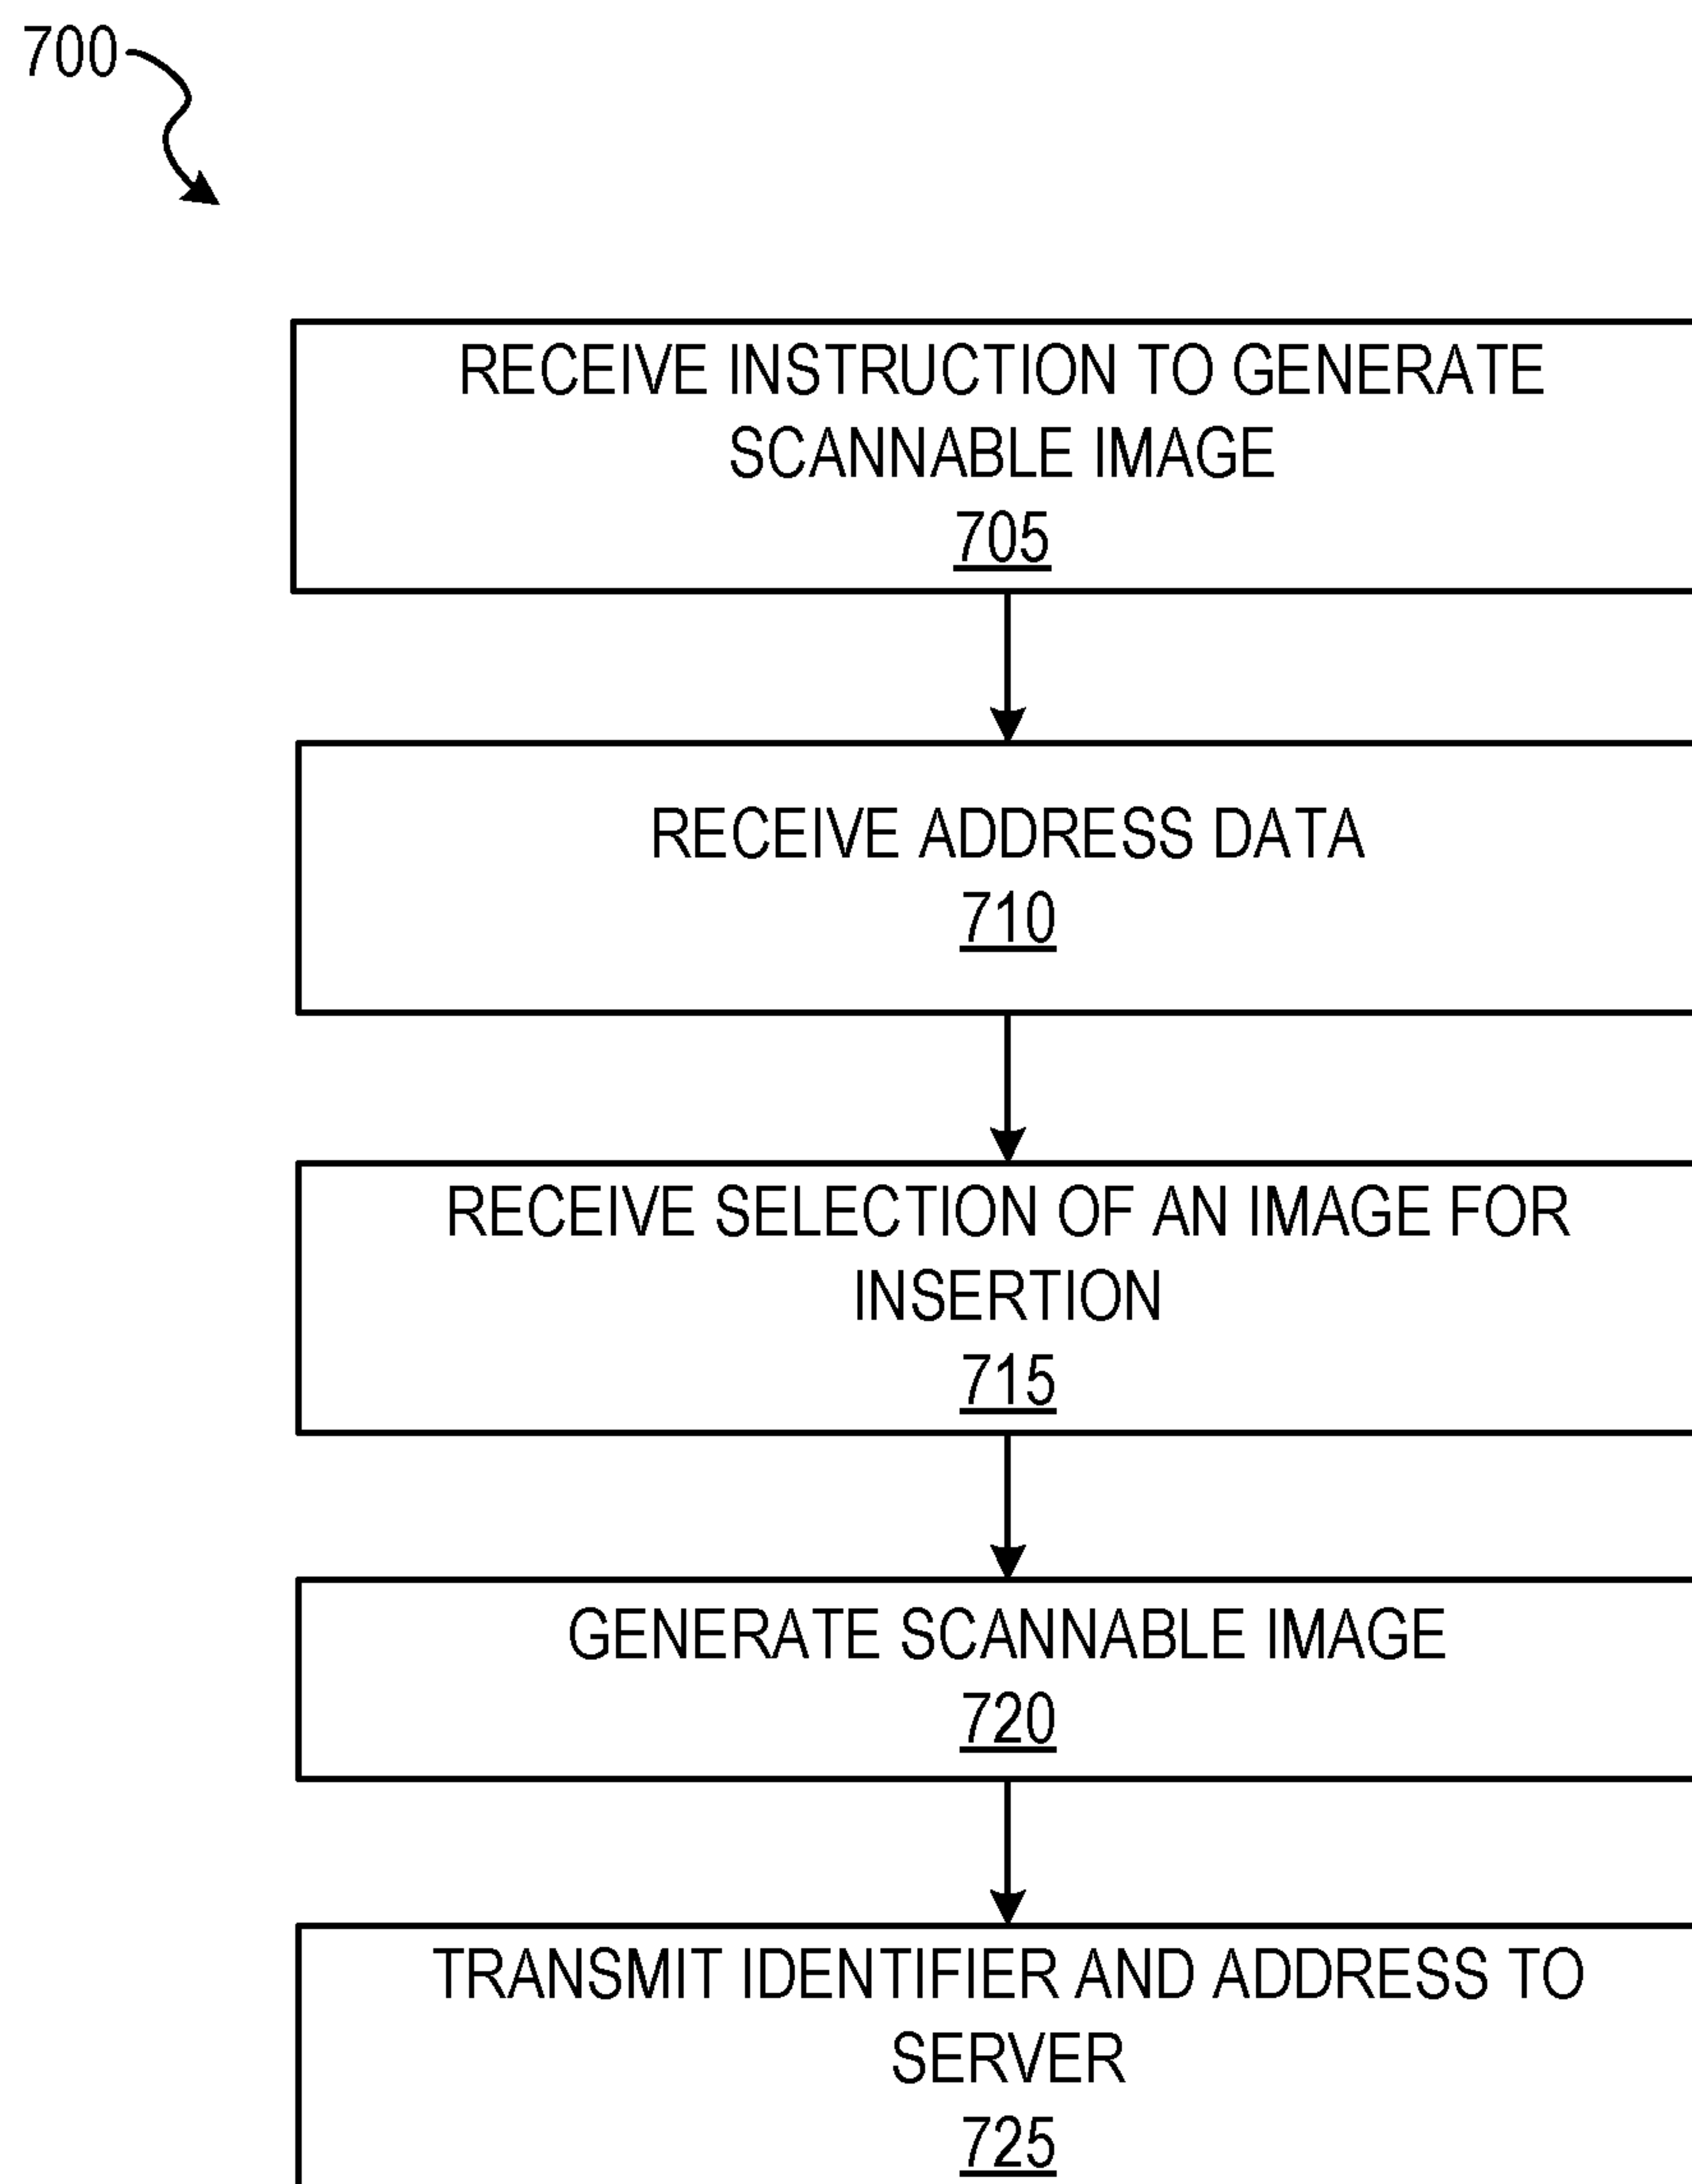 700
RECEIVE INSTRUCTION TO GENERATE
SCANNABLE IMAGE
705
RECEIVE ADDRESS DATA
710
RECEIVE SELECTION OF AN IMAGE FOR
INSERTION
715
GENERATE SCANNABLE IMAGE
720
TRANSMIT IDENTIFIER AND ADDRESS TO
SERVER
725